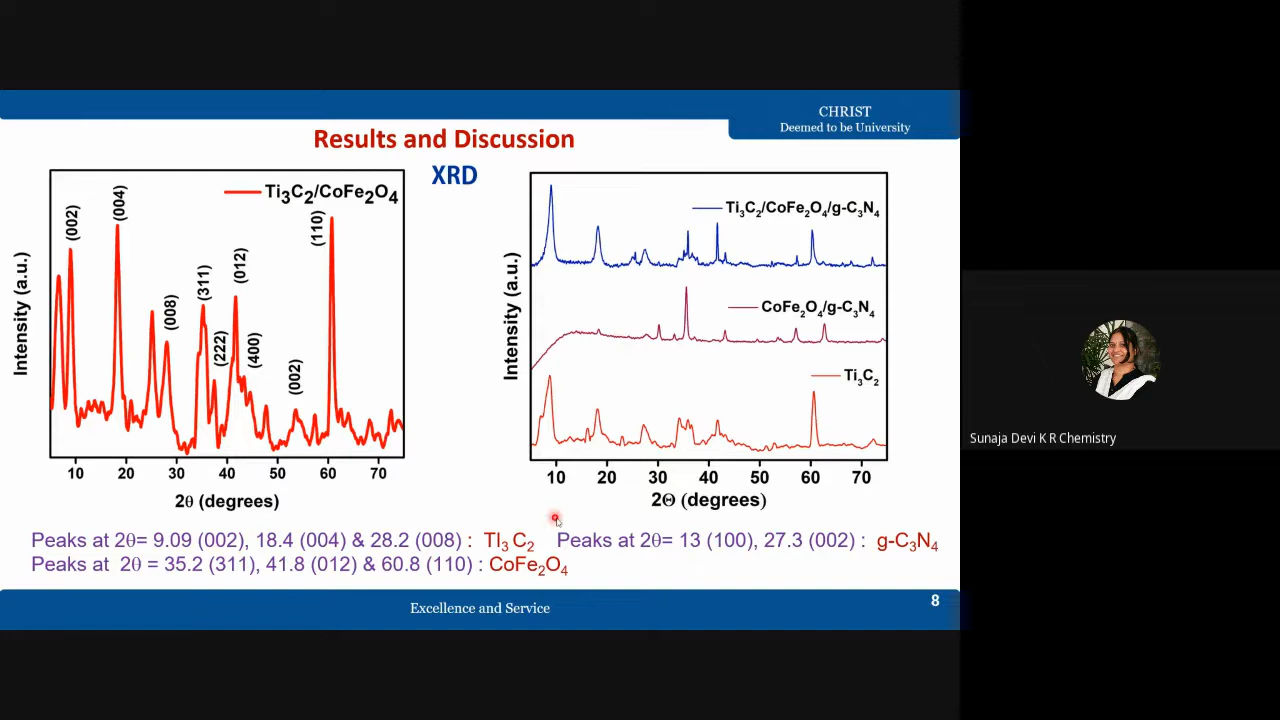 CHRIST
Deemed to be University
Results and Discussion
XRD
Ti₃C₂/CoFe₂O₄
(002)
(004)
(008)
(311)
(222)
(012)
(400)
(002)
(110)
Intensity (a.u.)
10 20 30 40 50 60 70
2θ (degrees)
Ti₃C₂/CoFe₂O₄/g-C₃N₄
CoFe₂O₄/g-C₃N₄
Ti₃C₂
Intensity (a.u.)
10 20 30 40 50 60 70
2Θ (degrees)
Peaks at 2θ= 9.09 (002), 18.4 (004) & 28.2 (008) : TI₃ C₂
Peaks at 2θ= 13 (100), 27.3 (002) : g-C₃N₄
Peaks at 2θ = 35.2 (311), 41.8 (012) & 60.8 (110) : CoFe₂O₄
Excellence and Service
8
Sunaja Devi K R Chemistry